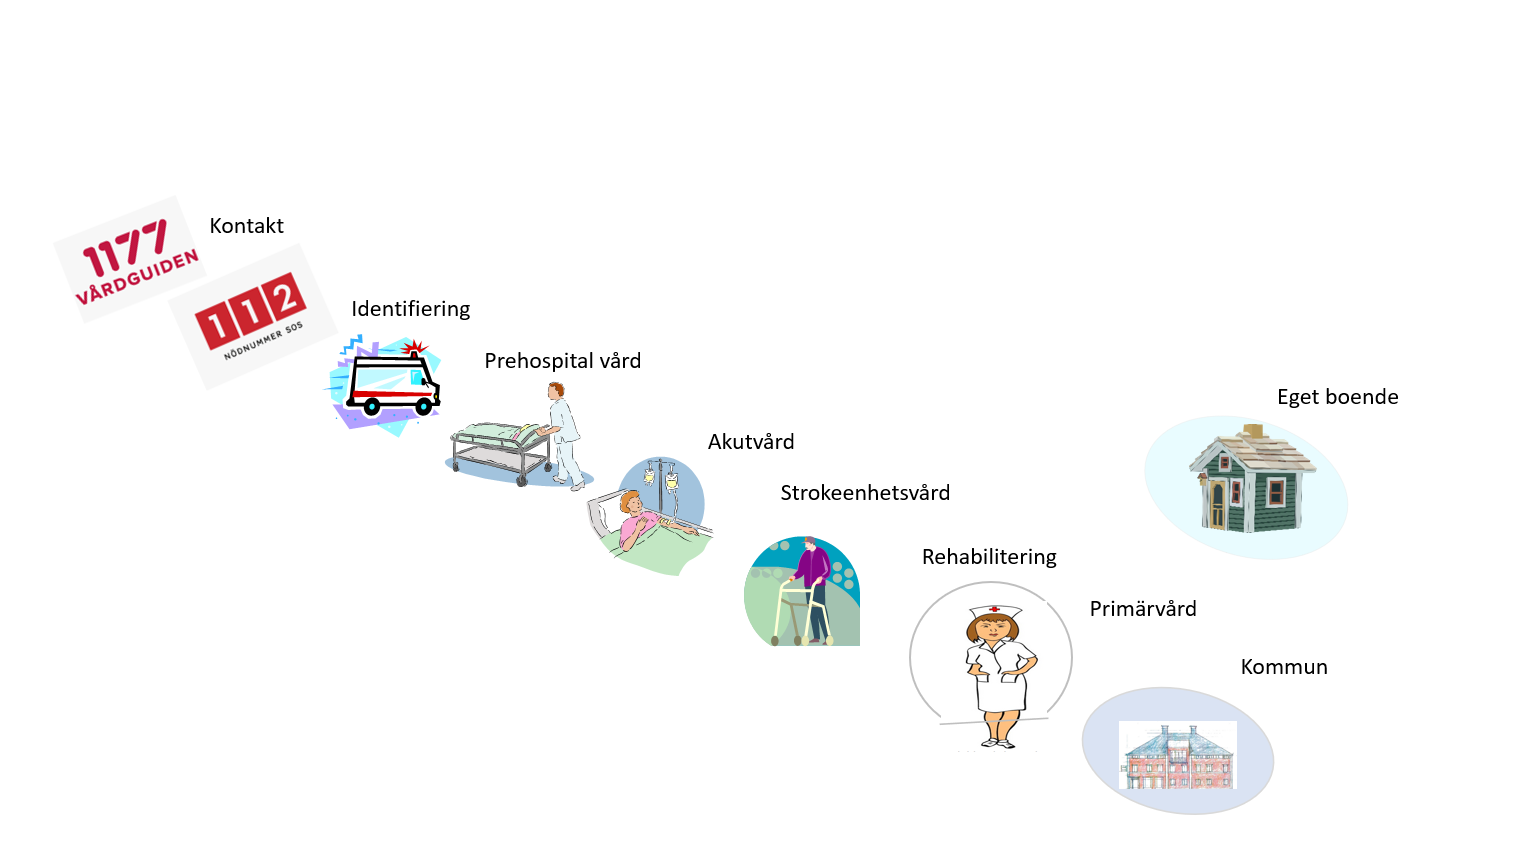 Kontakt
1177
VÅRDGUIDEN
112
NÖDNUMMER SOS
Identifiering
Prehospital vård
Akutvård
Strokeenhetsvård
Rehabilitering
Primärvård
Kommun
Eget boende